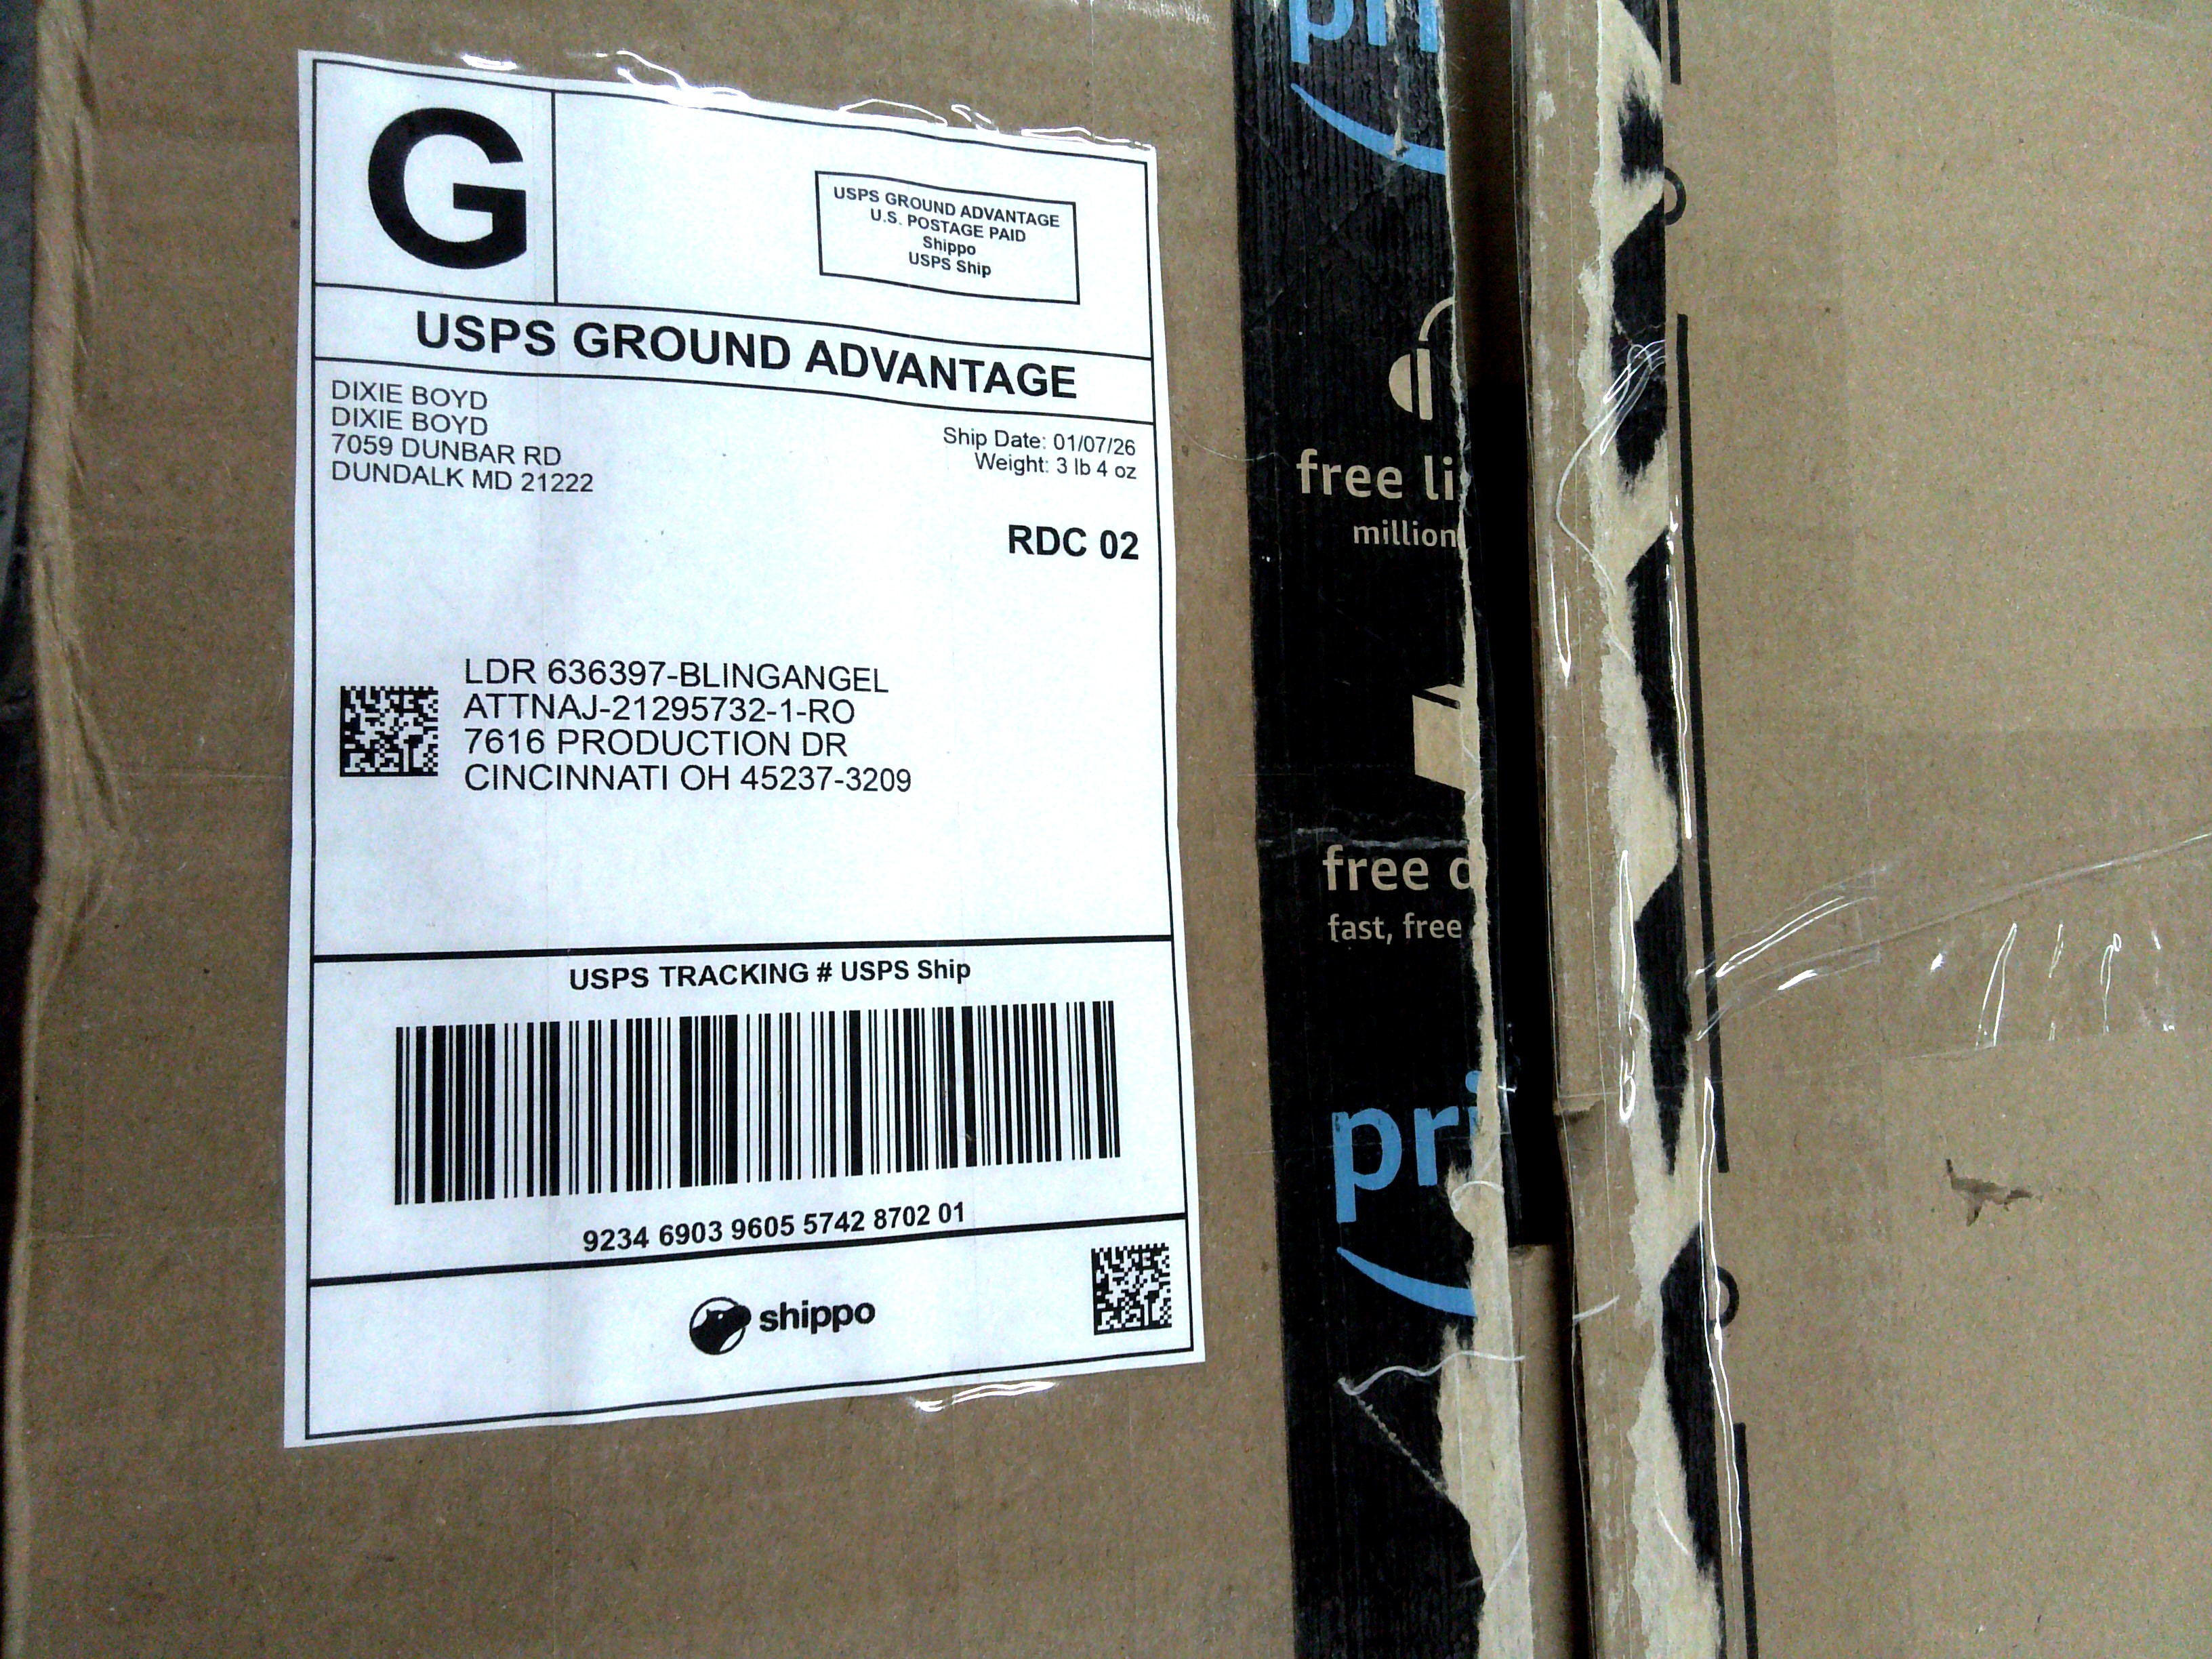 G
USPS GROUND ADVANTAGE
U.S. POSTAGE PAID
Shippo
USPS Ship
USPS GROUND ADVANTAGE
DIXIE BOYD
DIXIE BOYD
7059 DUNBAR RD
DUNDALK MD 21222
Ship Date: 01/07/26
Weight: 3 lb 4 oz
RDC 02
LDR 636397-BLINGANGEL
ATTNAJ-21295732-1-RO
7616 PRODUCTION DR
CINCINNATI OH 45237-3209
USPS TRACKING # USPS Ship
9234 6903 9605 5742 8702 01
shippo
pri
free li
million
free d
fast, free
pri